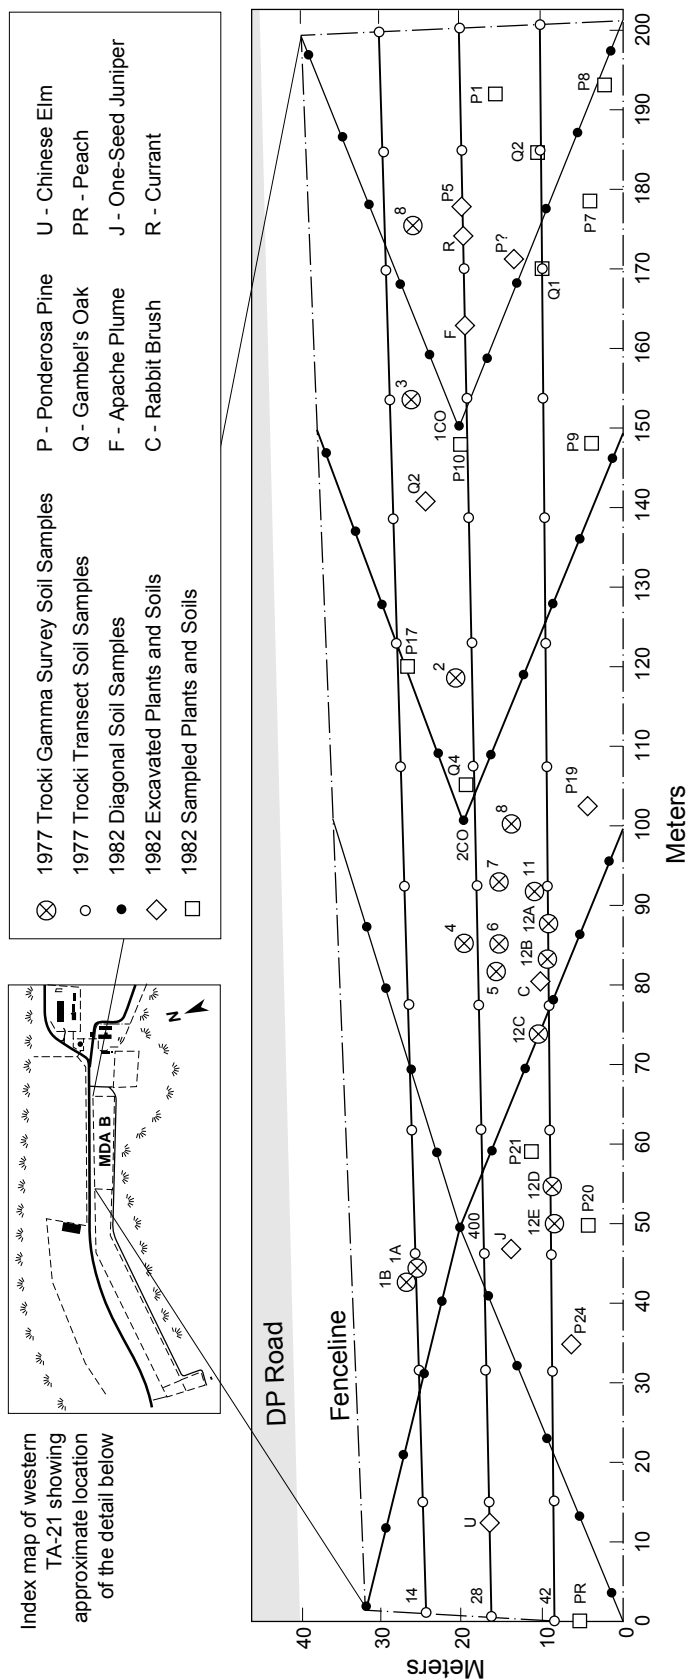 Index map of western
TA-21 showing
approximate location
of the detail below
MDA B
N
1977 Trocki Gamma Survey Soil Samples
1977 Trocki Transect Soil Samples
1982 Diagonal Soil Samples
1982 Excavated Plants and Soils
1982 Sampled Plants and Soils
P - Ponderosa Pine
Q - Gambel's Oak
F - Apache Plume
C - Rabbit Brush
U - Chinese Elm
PR - Peach
J - One-Seed Juniper
R - Currant
DP Road
Fenceline
Meters
40
30
20
10
0
14
28
42
PR
U
1B
1A
400
J
P24
12E
12D
P20
P21
12C
C
12B
12A
11
5
6
4
7
8
2CO
Q4
P19
2
P17
Q2
P10
1CO
3
P9
F
R
P5
8
P?
Q1
Q2
P1
P7
P8
0 10 20 30 40 50 60 70 80 90 100 110 120 130 140 150 160 170 180 190 200
Meters